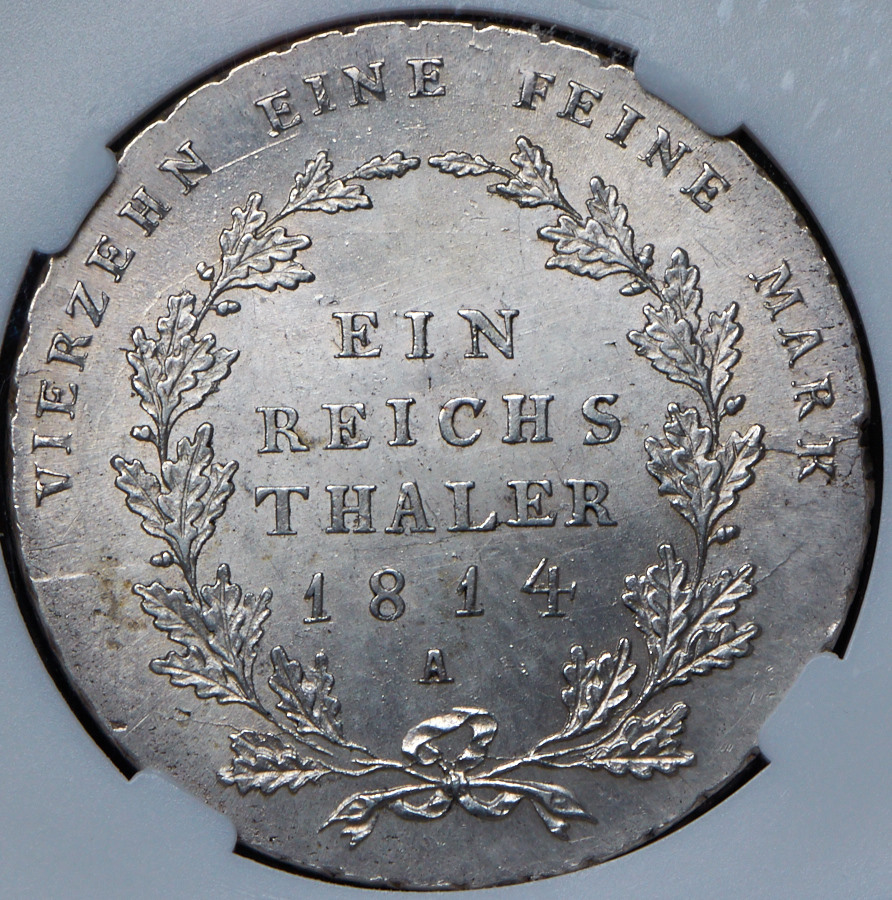 VIERZEHN EINE FEINE MARK
EIN
REICHS
THALER
1814
A